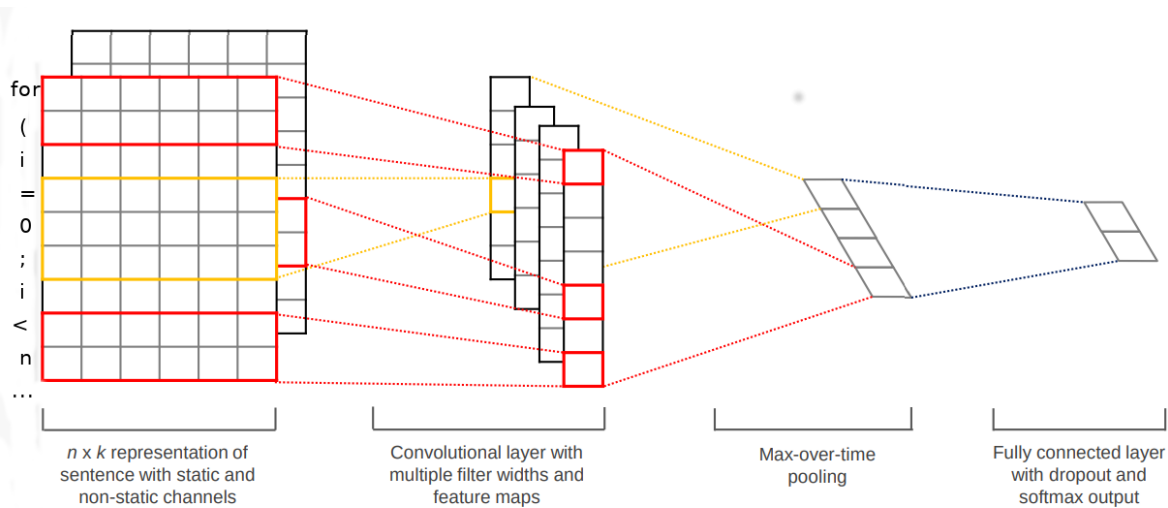 for
(
i
=
0
;
i
<
n
...
n x k representation of
sentence with static and
non-static channels
Convolutional layer with
multiple filter widths and
feature maps
Max-over-time
pooling
Fully connected layer
with dropout and
softmax output